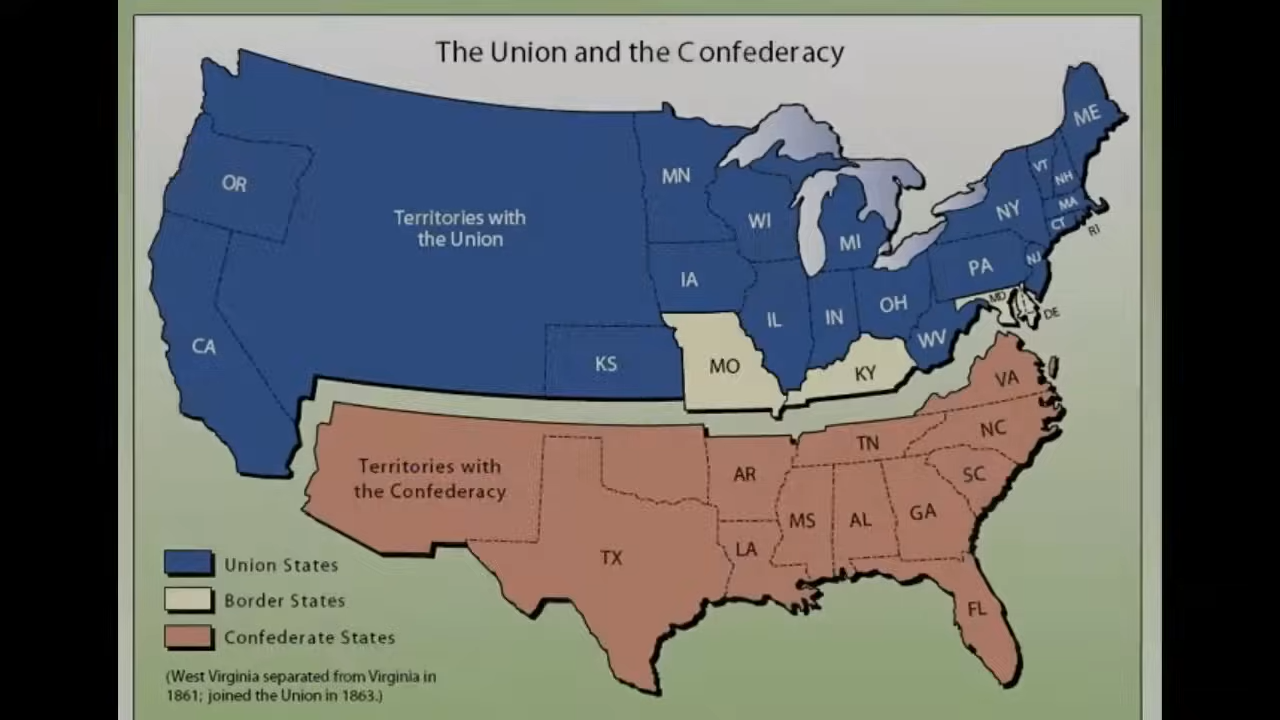 The Union and the Confederacy
ME
VT
NH
OR
MN
MA
NY
WI
CT
RI
Territories with
the Union
MI
PA
NJ
IA
MD
OH
DE
IL
IN
WV
CA
KS
MO
KY
VA
NC
TN
Territories with
the Confederacy
AR
SC
GA
MS
AL
LA
TX
FL
Union States
Border States
Confederate States
(West Virginia separated from Virginia in
1861; joined the Union in 1863.)